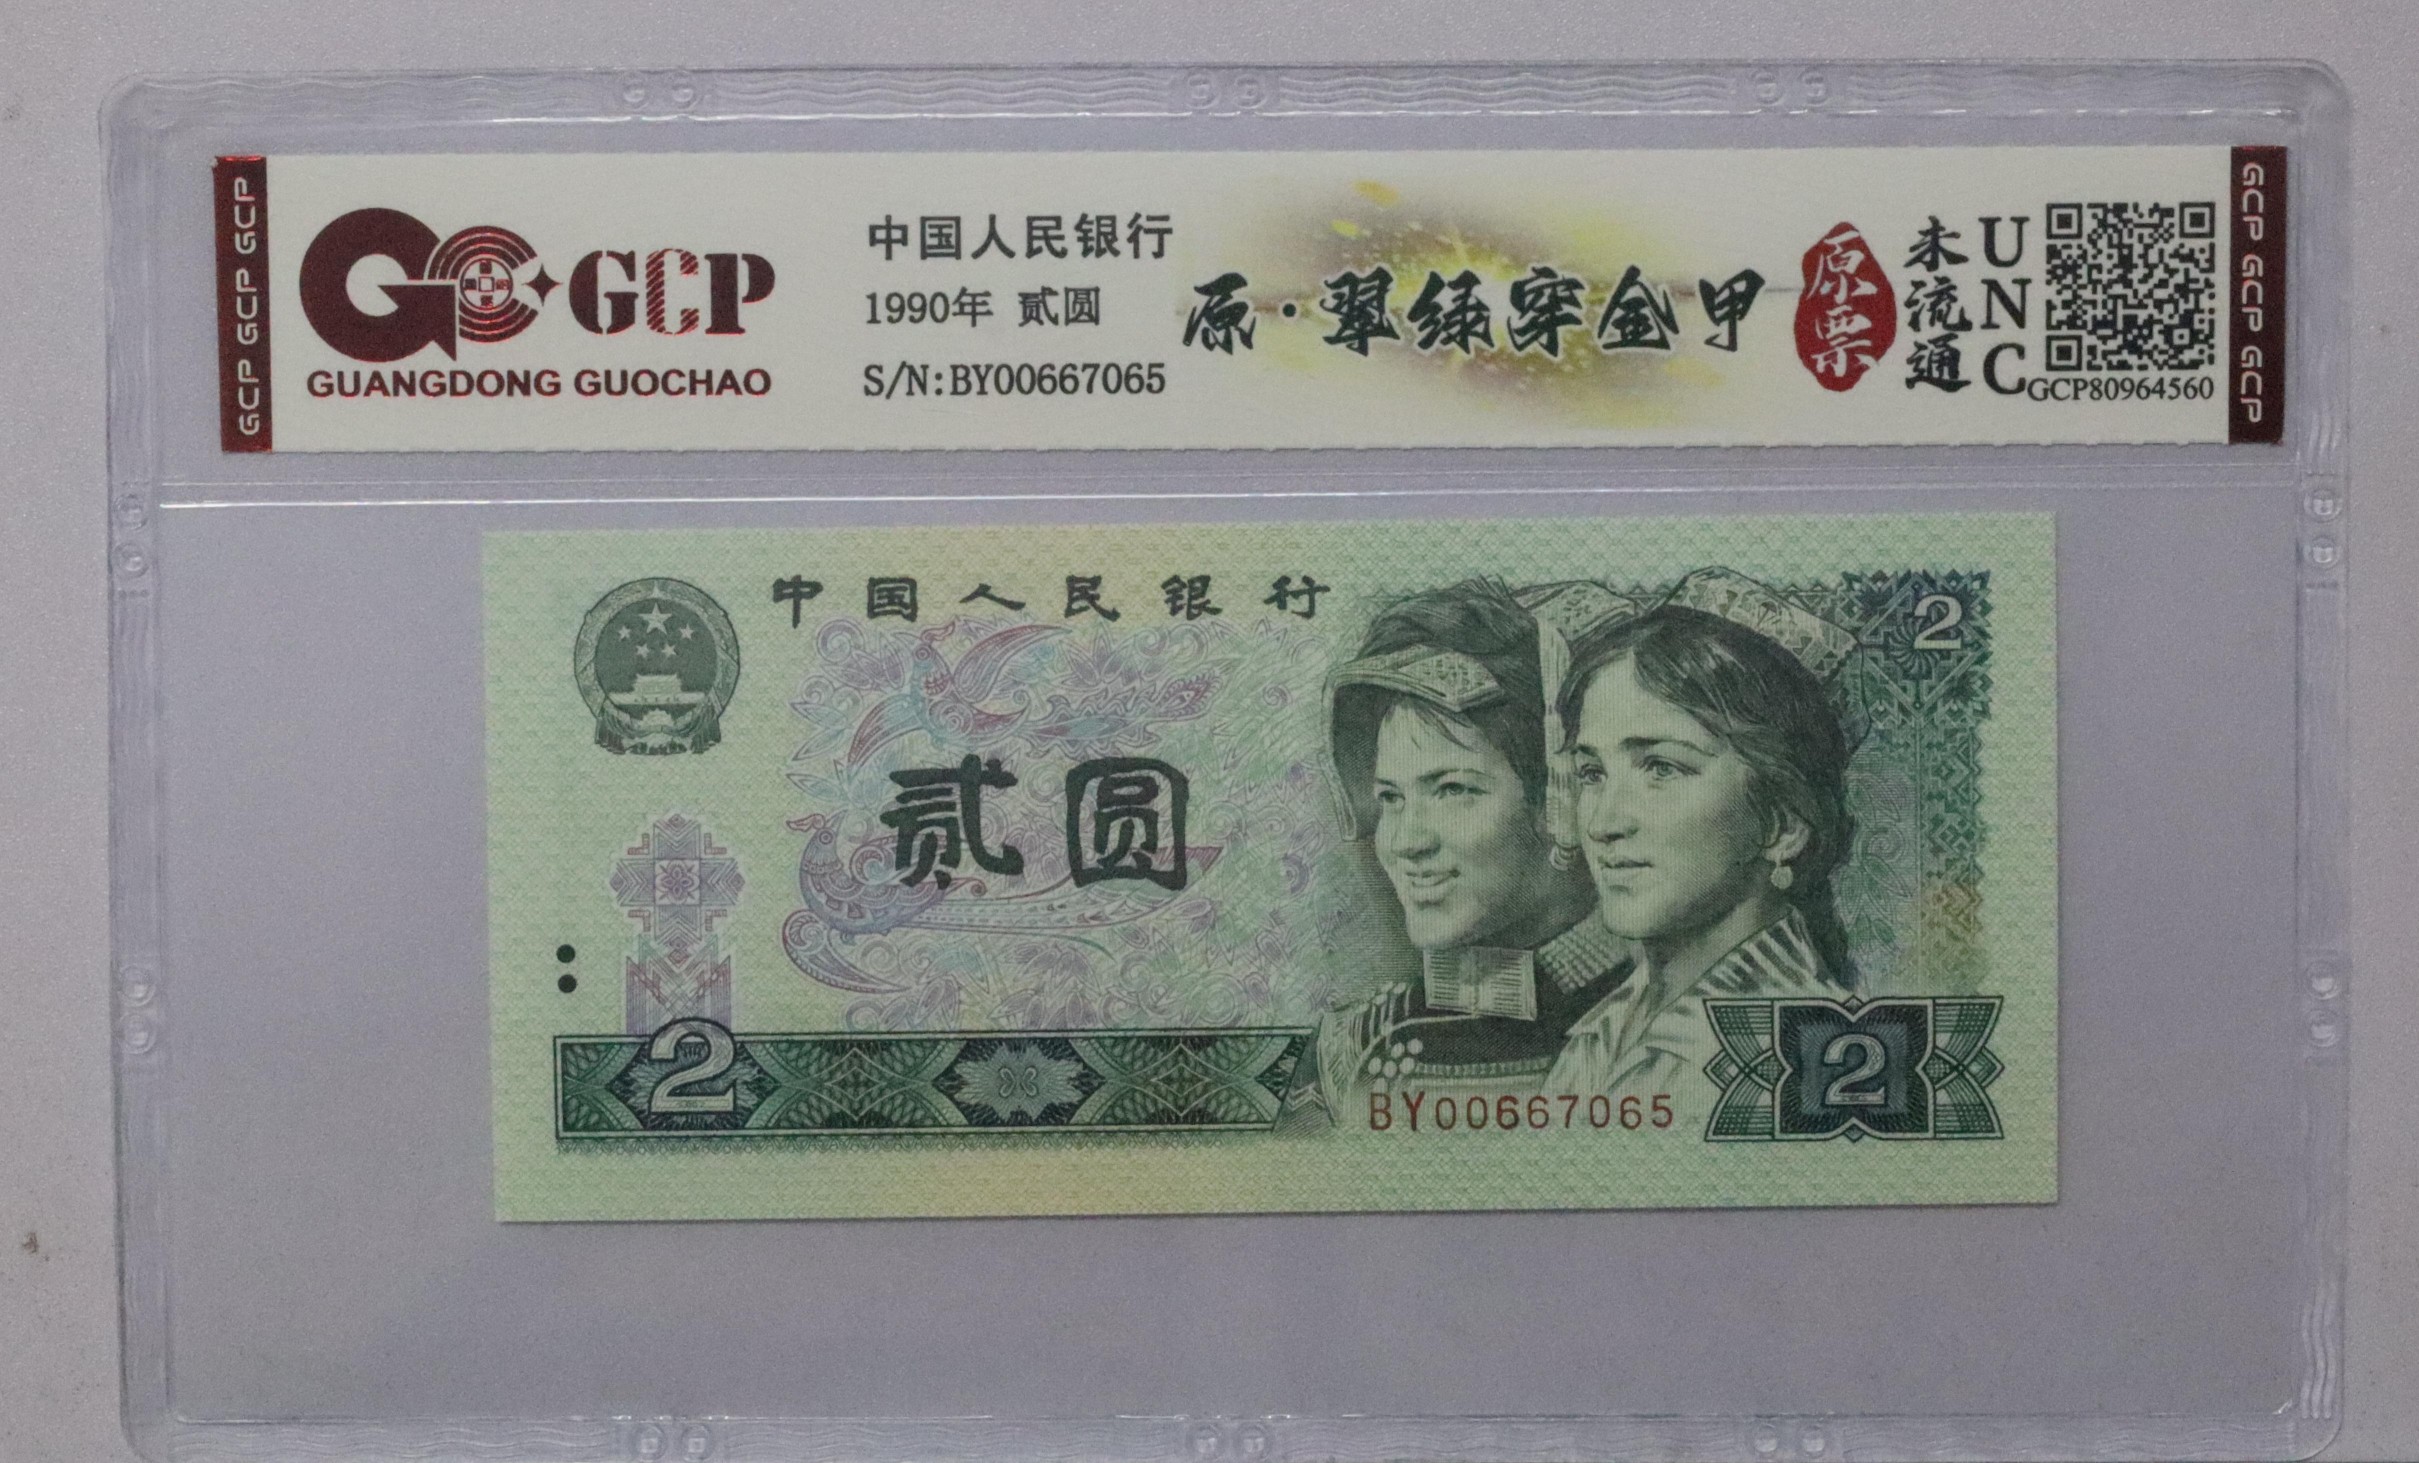 GCP GCP GCP
GCP
GUANGDONG GUOCHAO
中国人民银行
1990年 贰圆
S/N:BY00667065
原·翠绿穿金甲
原票
未流通
UNC
GCP80964560
GCP GCP GCP
中国人民银行
2
贰圆
2
BY00667065
2